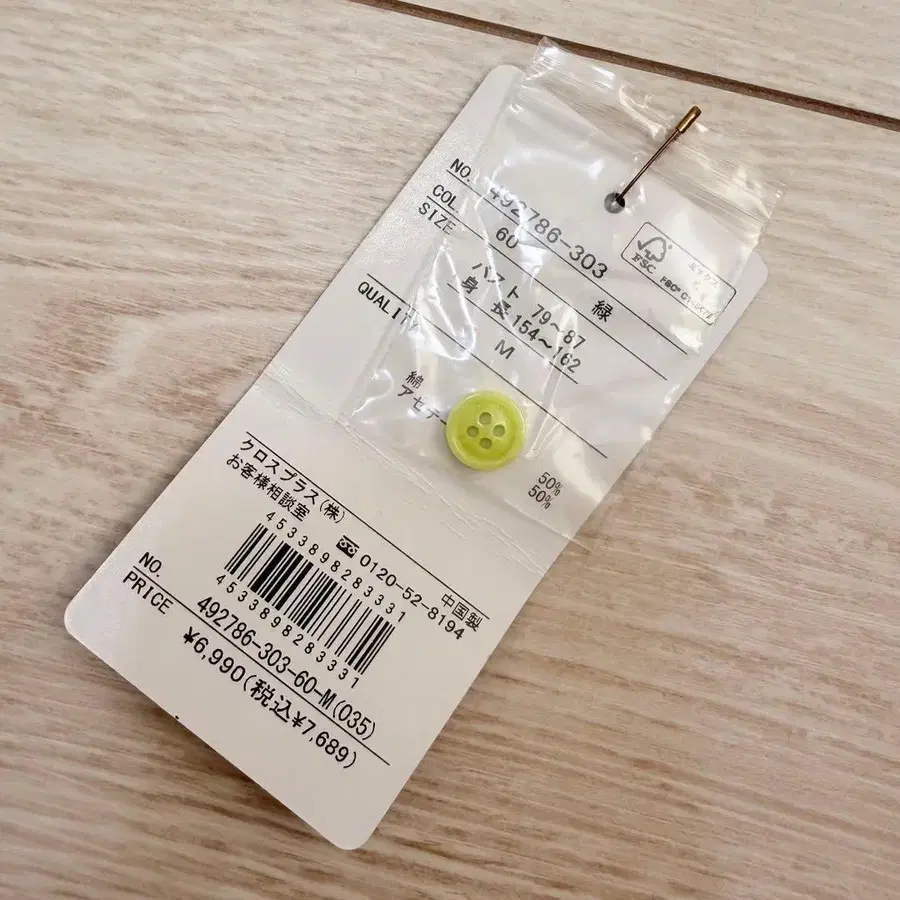 NO. 492786-303
COL. 60 緑
SIZE バスト 79~87
身 長 154~162
M
QUALITY
綿 50%
アセテー 50%
FSC
クロスプラス(株)
お客様相談室 0120-52-8194
中国製
4533898283331
4533898283331
NO. 492786-303-60-M(035)
PRICE ¥6,990(税込¥7,689)